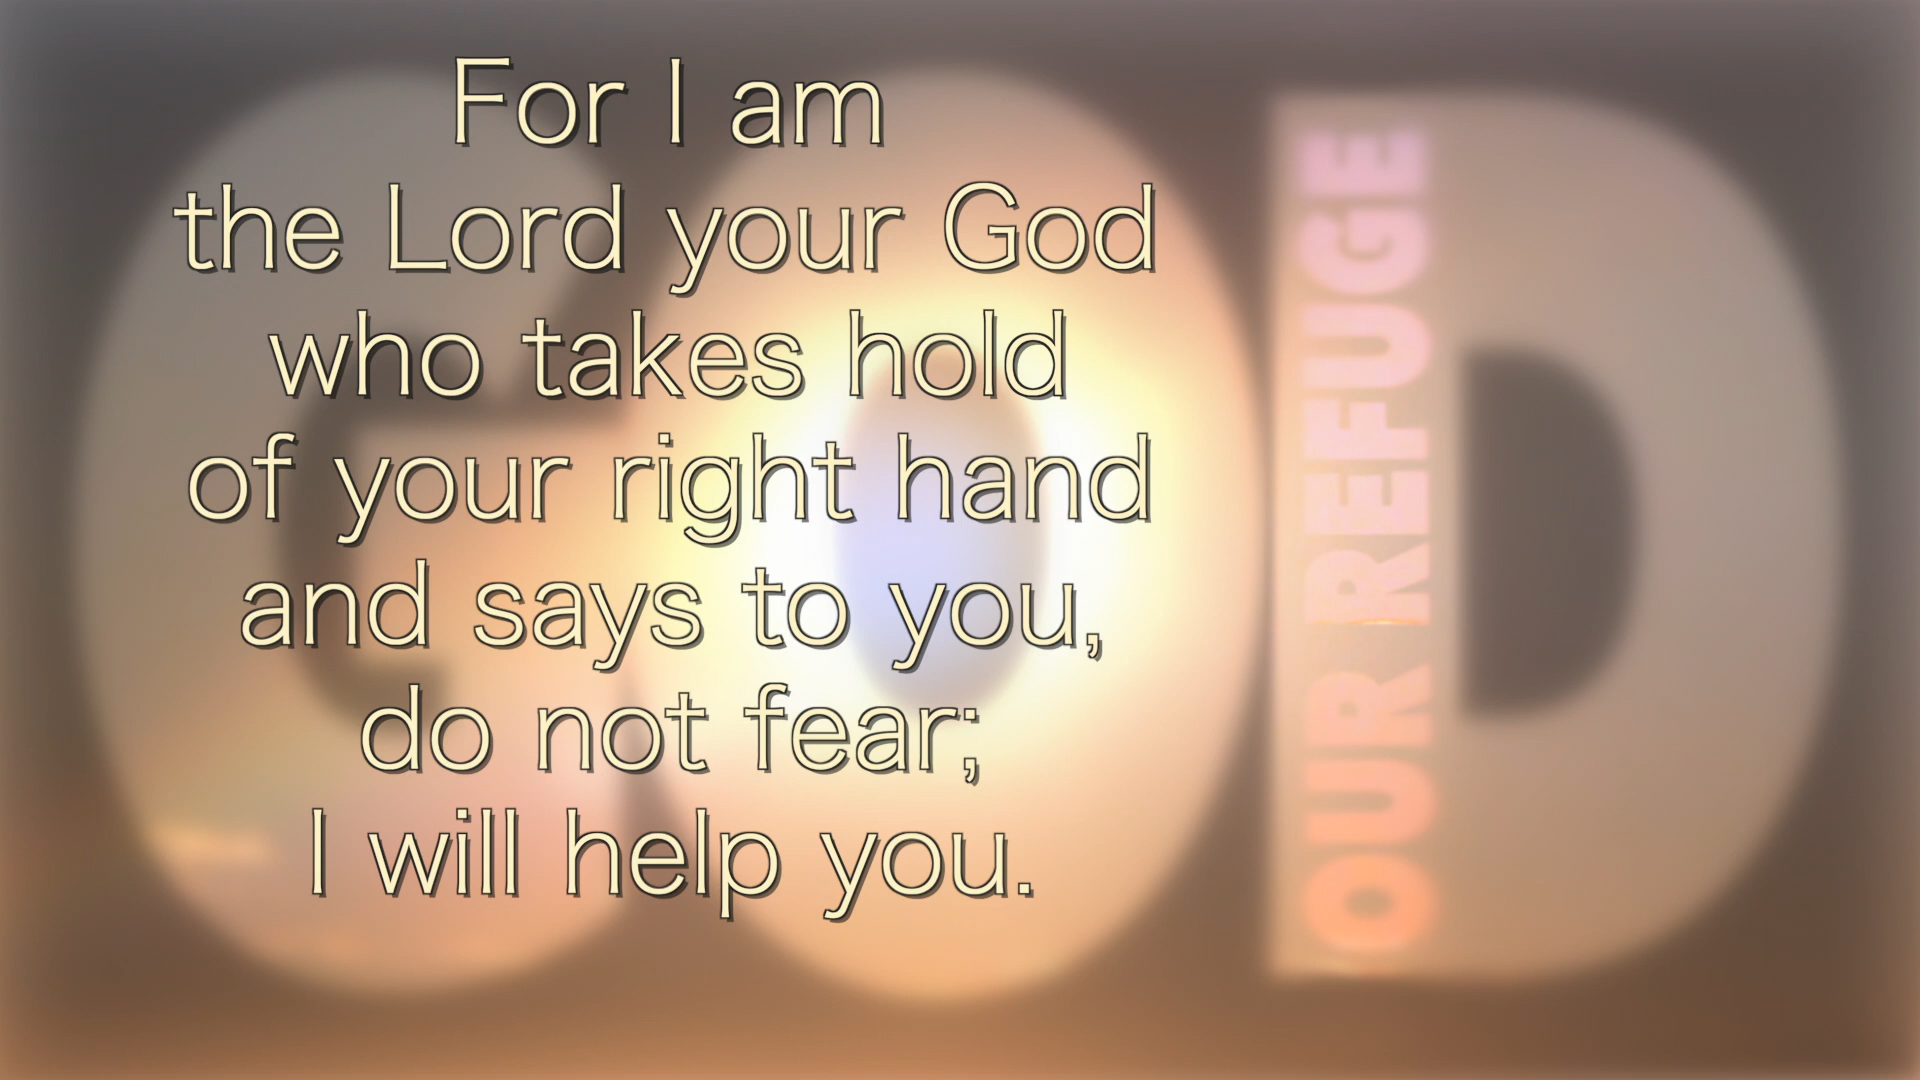 For I am
the Lord your God
who takes hold
of your right hand
and says to you,
do not fear;
I will help you.
GOD
OUR REFUGE